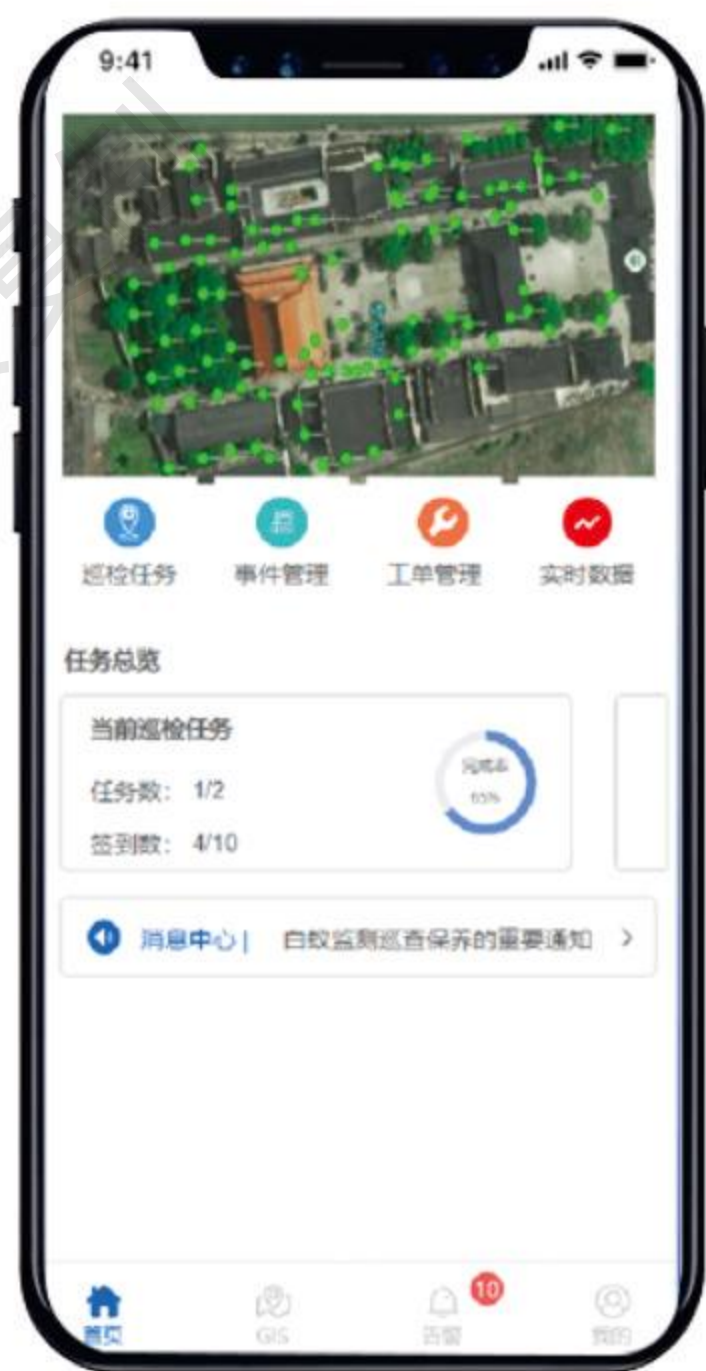 9:41
巡检任务 事件管理 工单管理 实时数据
任务总览
当前巡检任务
任务数： 1/2
签到数： 4/10
完成率
65%
消息中心 | 白蚁监测巡查保养的重要通知 >
10
首页 GIS 告警 我的